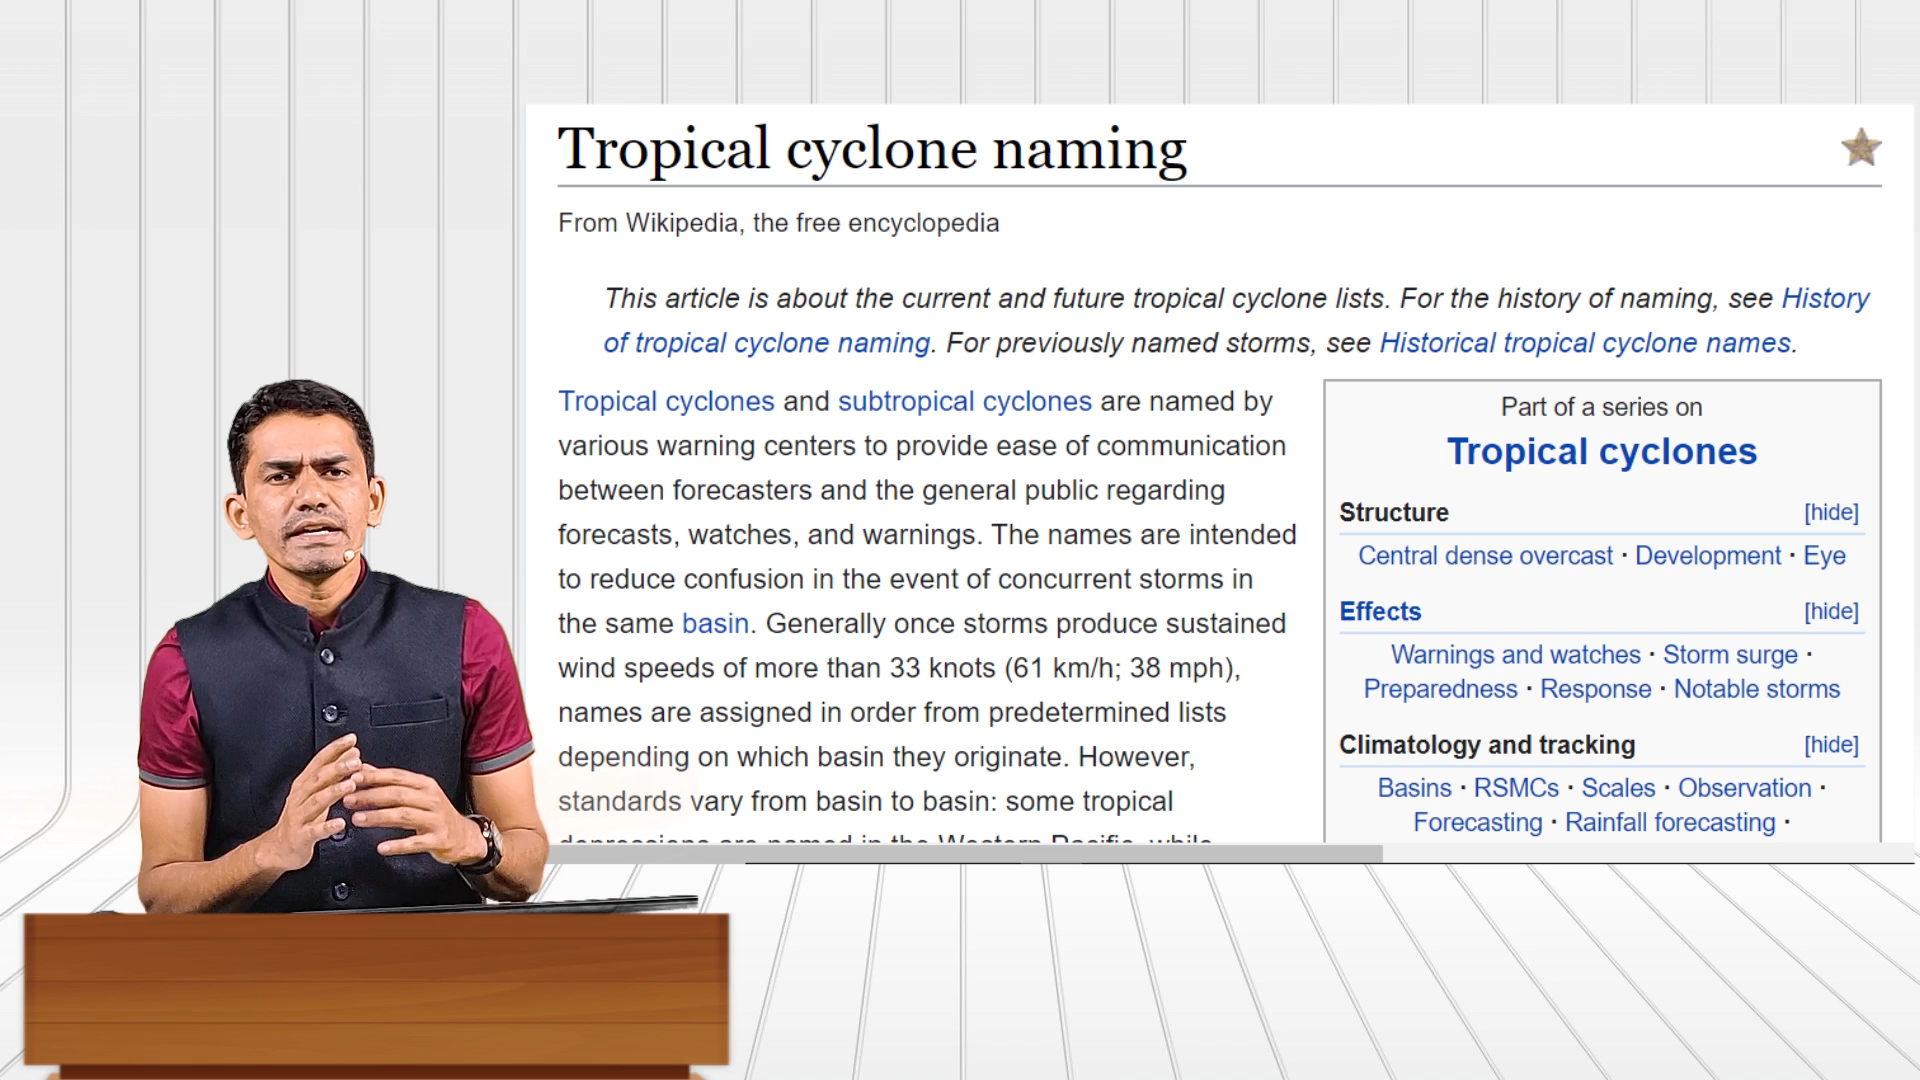 Tropical cyclone naming
From Wikipedia, the free encyclopedia
This article is about the current and future tropical cyclone lists. For the history of naming, see History
of tropical cyclone naming. For previously named storms, see Historical tropical cyclone names.
Tropical cyclones and subtropical cyclones are named by
various warning centers to provide ease of communication
between forecasters and the general public regarding
forecasts, watches, and warnings. The names are intended
to reduce confusion in the event of concurrent storms in
the same basin. Generally once storms produce sustained
wind speeds of more than 33 knots (61 km/h; 38 mph),
names are assigned in order from predetermined lists
depending on which basin they originate. However,
standards vary from basin to basin: some tropical
depressions are named in the Western Pacific, while
Part of a series on
Tropical cyclones
Structure [hide]
Central dense overcast · Development · Eye
Effects [hide]
Warnings and watches · Storm surge ·
Preparedness · Response · Notable storms
Climatology and tracking [hide]
Basins · RSMCs · Scales · Observation ·
Forecasting · Rainfall forecasting ·